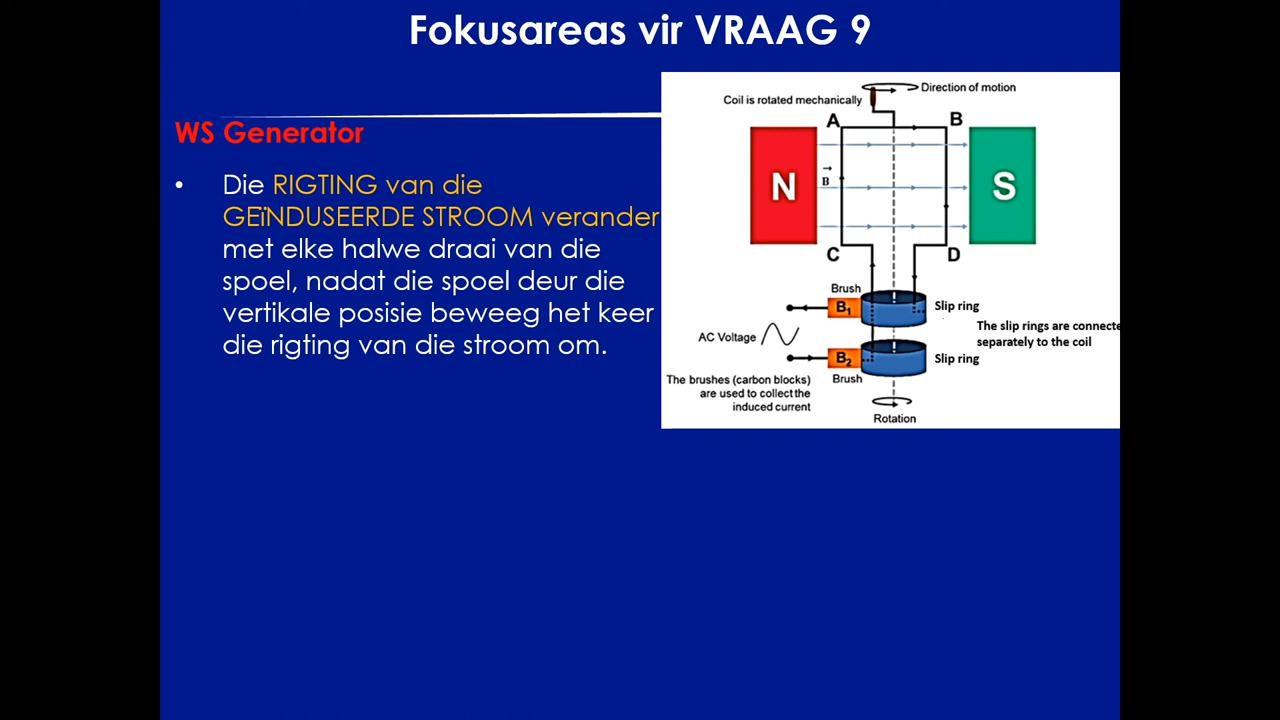 Fokusareas vir VRAAG 9
WS Generator
• Die RIGTING van die
GEïNDUSEERDE STROOM verander
met elke halwe draai van die
spoel, nadat die spoel deur die
vertikale posisie beweeg het keer
die rigting van die stroom om.
Direction of motion
Coil is rotated mechanically
A
B
N
B
S
C
D
Brush
B1
Slip ring
The slip rings are connecte
separately to the coil
AC Voltage
B2
Slip ring
Brush
The brushes (carbon blocks)
are used to collect the
induced current
Rotation